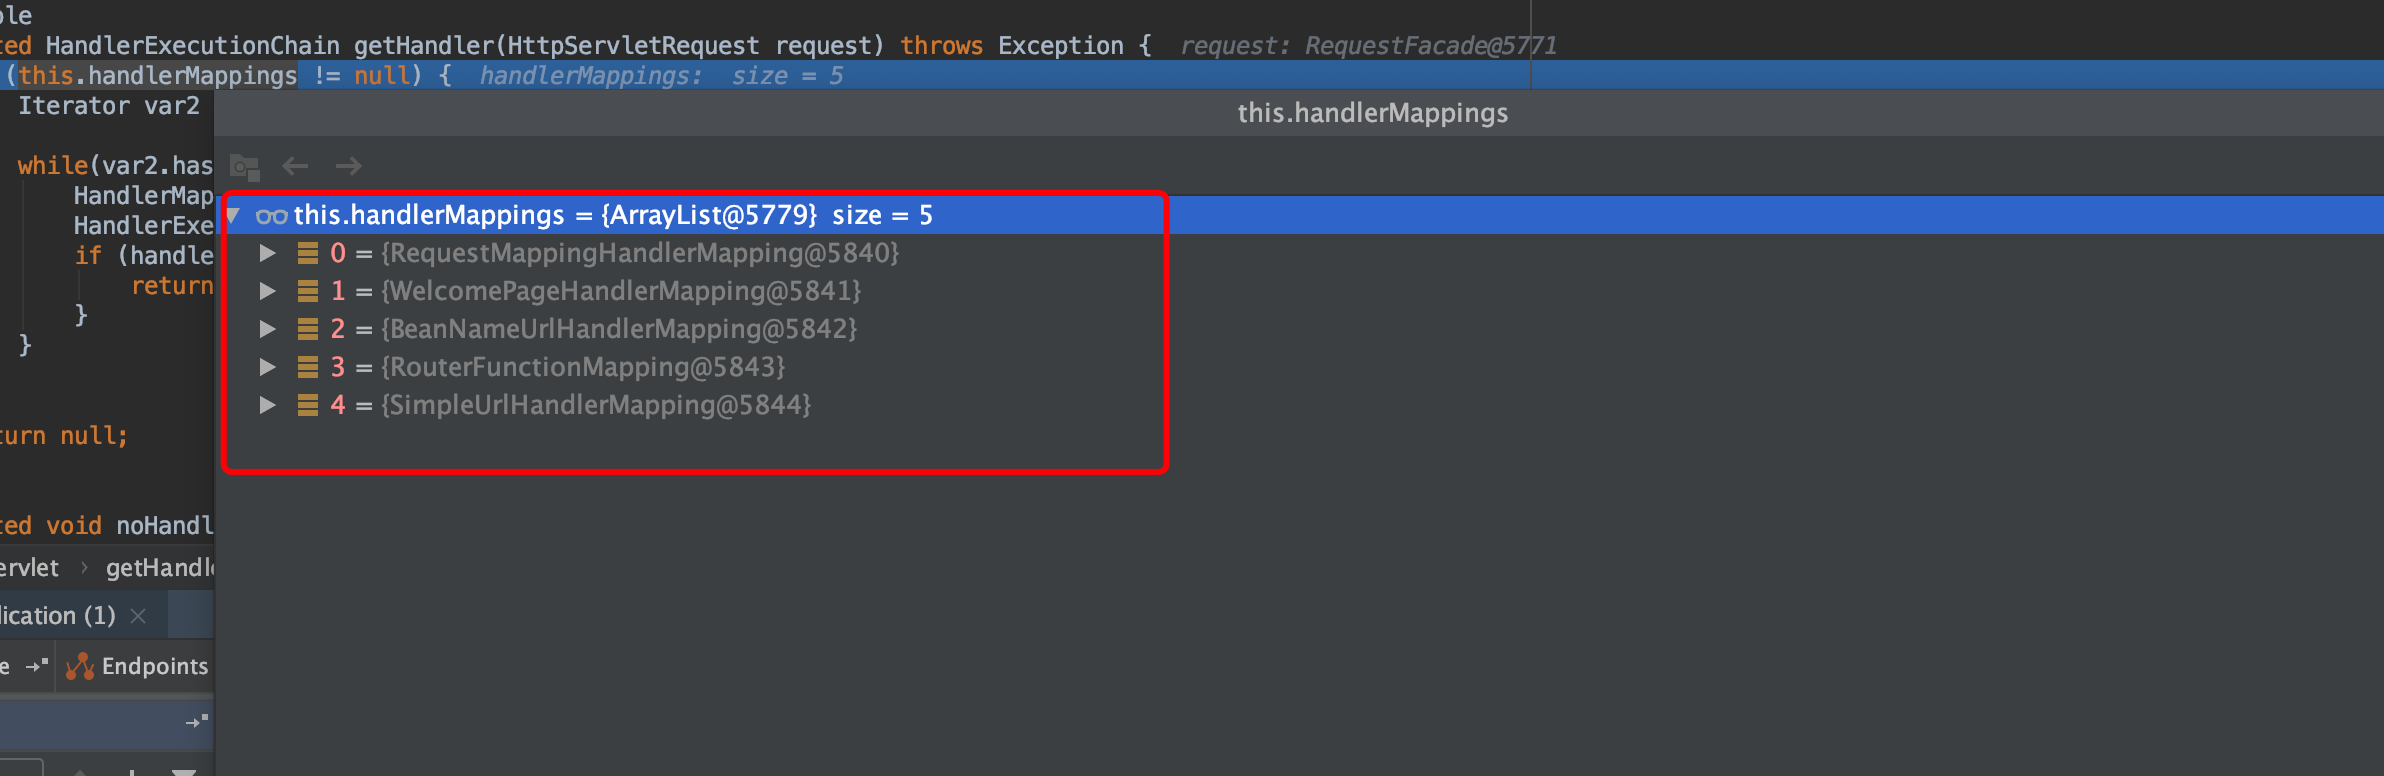 ole
ted HandlerExecutionChain getHandler(HttpServletRequest request) throws Exception { request: RequestFacade@5771
(this.handlerMappings != null) { handlerMappings: size = 5
Iterator var2
this.handlerMappings
while(var2.has
HandlerMap
HandlerExe
if (handle
return
}
}
this.handlerMappings = {ArrayList@5779} size = 5
0 = {RequestMappingHandlerMapping@5840}
1 = {WelcomePageHandlerMapping@5841}
2 = {BeanNameUrlHandlerMapping@5842}
3 = {RouterFunctionMapping@5843}
4 = {SimpleUrlHandlerMapping@5844}
turn null;
ted void noHandl
ervlet › getHandl
lication (1) ×
e Endpoints